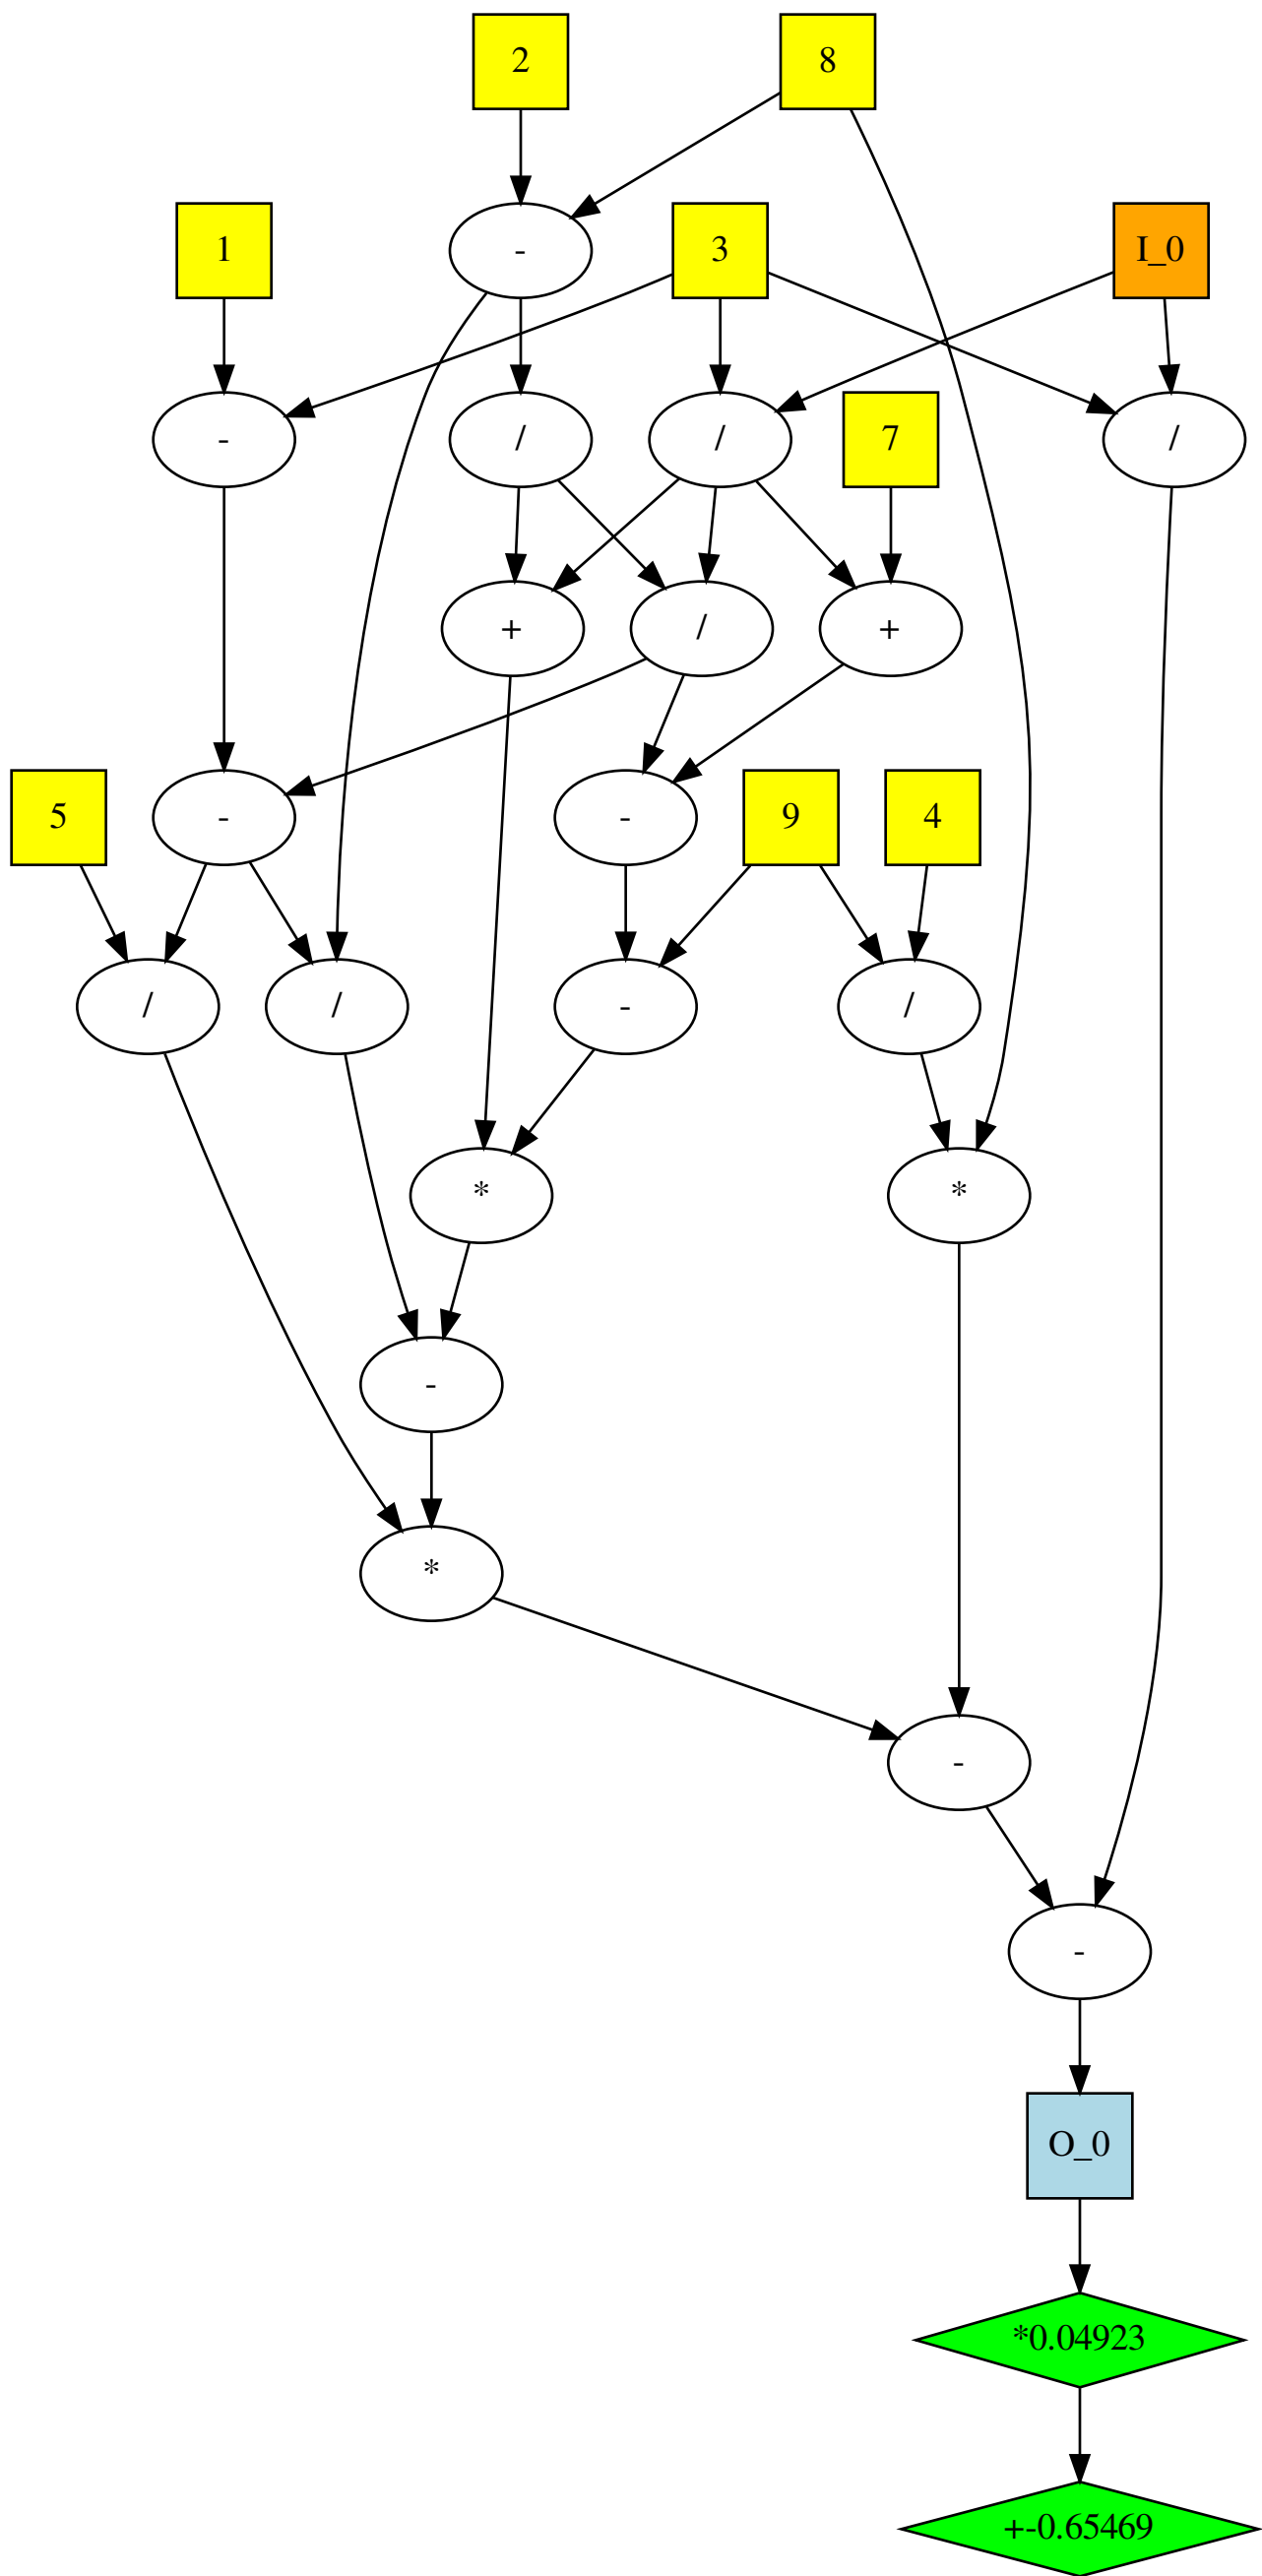 2 8
1 - 3 I_0
- / / 7 /
+ / +
5 - - 9 4
/ / - /
* *
-
*
-
-
O_0
*0.04923
+-0.65469